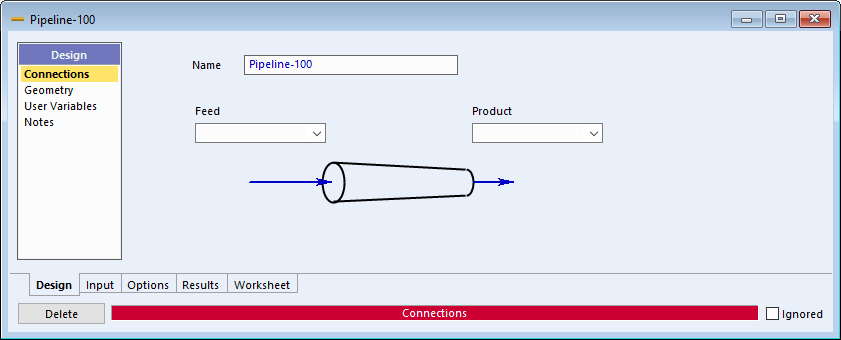 Pipeline-100
Design
Connections
Geometry
User Variables
Notes
Name Pipeline-100
Feed Product
Design Input Options Results Worksheet
Delete Connections Ignored